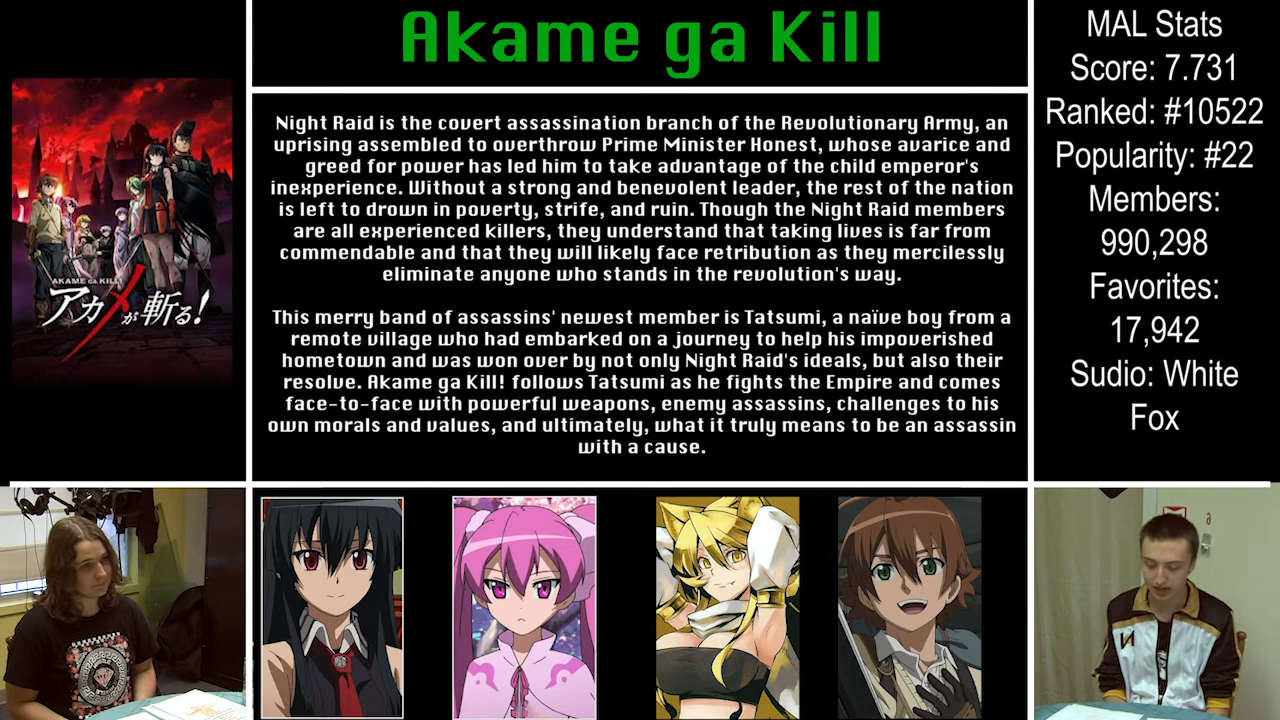 Akame ga Kill
Night Raid is the covert assassination branch of the Revolutionary Army, an
uprising assembled to overthrow Prime Minister Honest, whose avarice and
greed for power has led him to take advantage of the child emperor's
inexperience. Without a strong and benevolent leader, the rest of the nation
is left to drown in poverty, strife, and ruin. Though the Night Raid members
are all experienced killers, they understand that taking lives is far from
commendable and that they will likely face retribution as they mercilessly
eliminate anyone who stands in the revolution's way.
This merry band of assassins' newest member is Tatsumi, a naïve boy from a
remote village who had embarked on a journey to help his impoverished
hometown and was won over by not only Night Raid's ideals, but also their
resolve. Akame ga Kill! follows Tatsumi as he fights the Empire and comes
face-to-face with powerful weapons, enemy assassins, challenges to his
own morals and values, and ultimately, what it truly means to be an assassin
with a cause.
MAL Stats
Score: 7.731
Ranked: #10522
Popularity: #22
Members:
990,298
Favorites:
17,942
Sudio: White
Fox
AKAME GA KILL!
アカメが斬る!